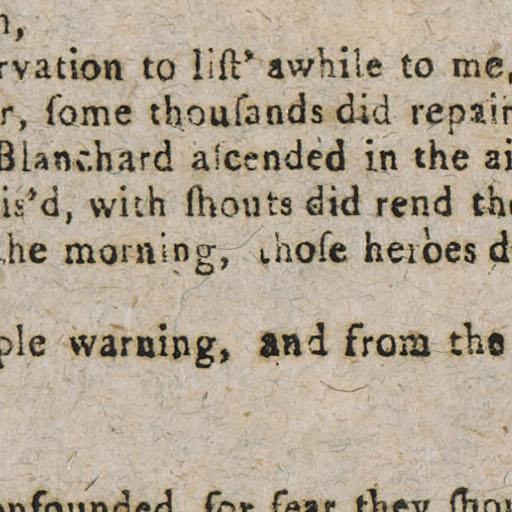 n,
rvation to liſt' awhile to me,
r, ſome thouſands did repair
Blanchard aſcended in the ai
is'd, with ſhouts did rend the
the morning, thoſe heroes d
ple warning, and from the
onfounded, for fear they ſhou